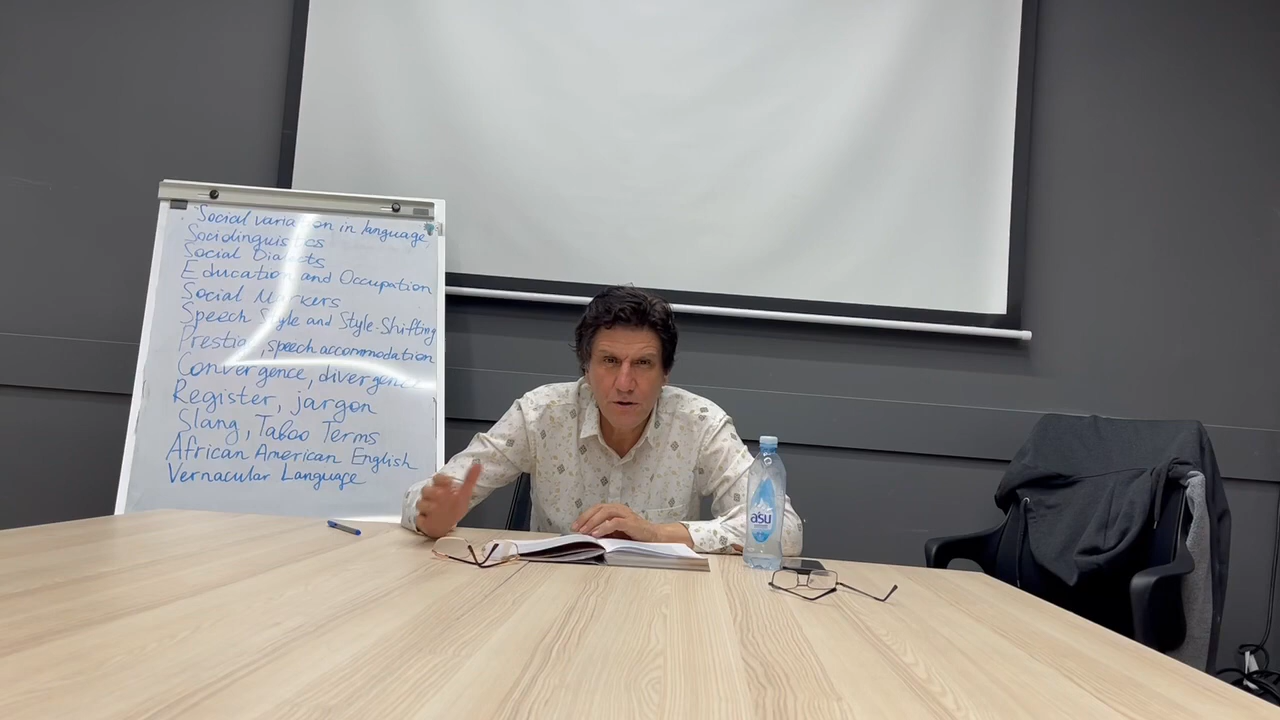 Social variation in language
Sociolinguistics
Social Dialects
Education and Occupation
Social Markers
Speech Style and Style-Shifting
Prestige, speech accommodation
Convergence, divergence
Register, jargon
Slang, Taboo Terms
African American English
Vernacular Language
asu